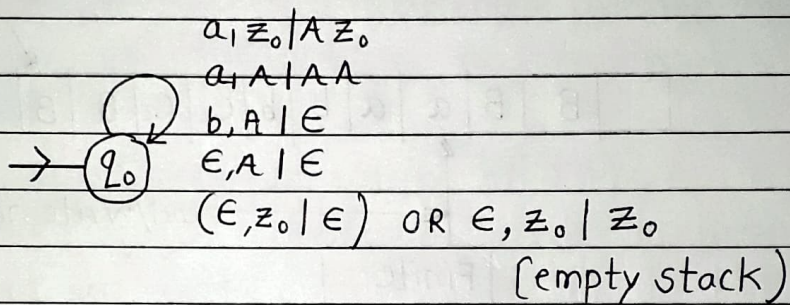 a, z₀ | A z₀
a, A | A A
b, A | ϵ
→ q₀ ϵ, A | ϵ
(ϵ, z₀ | ϵ) OR ϵ, z₀ | z₀
(empty stack)